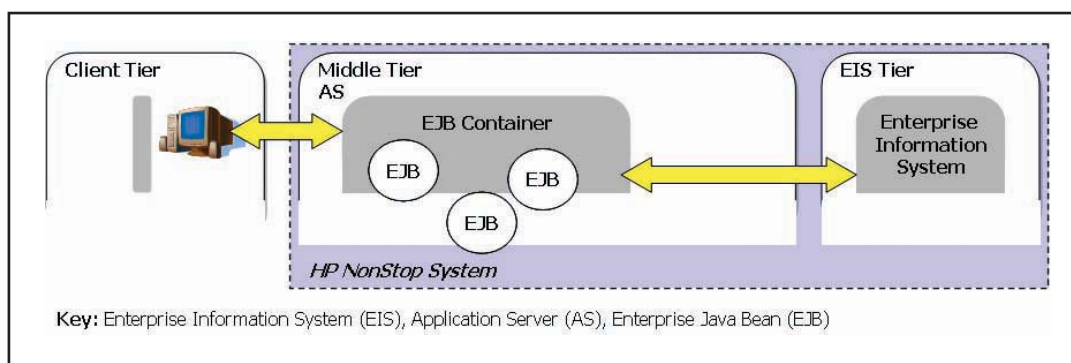 Client Tier
Middle Tier
AS
EIS Tier
EJB Container
Enterprise
Information
System
EJB
EJB
EJB
HP NonStop System
Key: Enterprise Information System (EIS), Application Server (AS), Enterprise Java Bean (EJB)